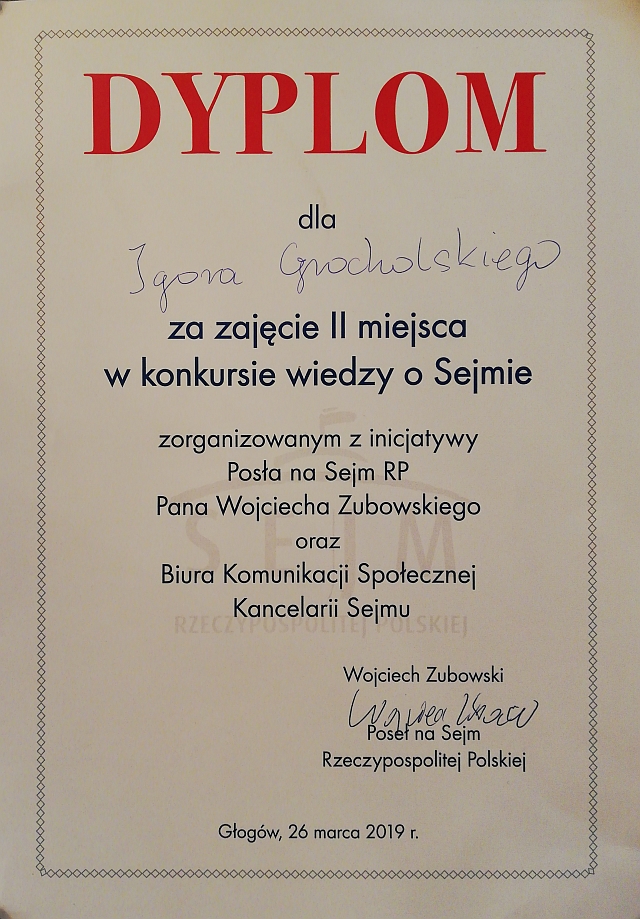 DYPLOM
dla
Igora Grocholskiego
za zajęcie II miejsca
w konkursie wiedzy o Sejmie
zorganizowanym z inicjatywy
Posła na Sejm RP
Pana Wojciecha Zubowskiego
oraz
Biura Komunikacji Społecznej
Kancelarii Sejmu
SEJM
RZECZYPOSPOLITEJ POLSKIEJ
Wojciech Zubowski
Poseł na Sejm
Rzeczypospolitej Polskiej
Głogów, 26 marca 2019 r.